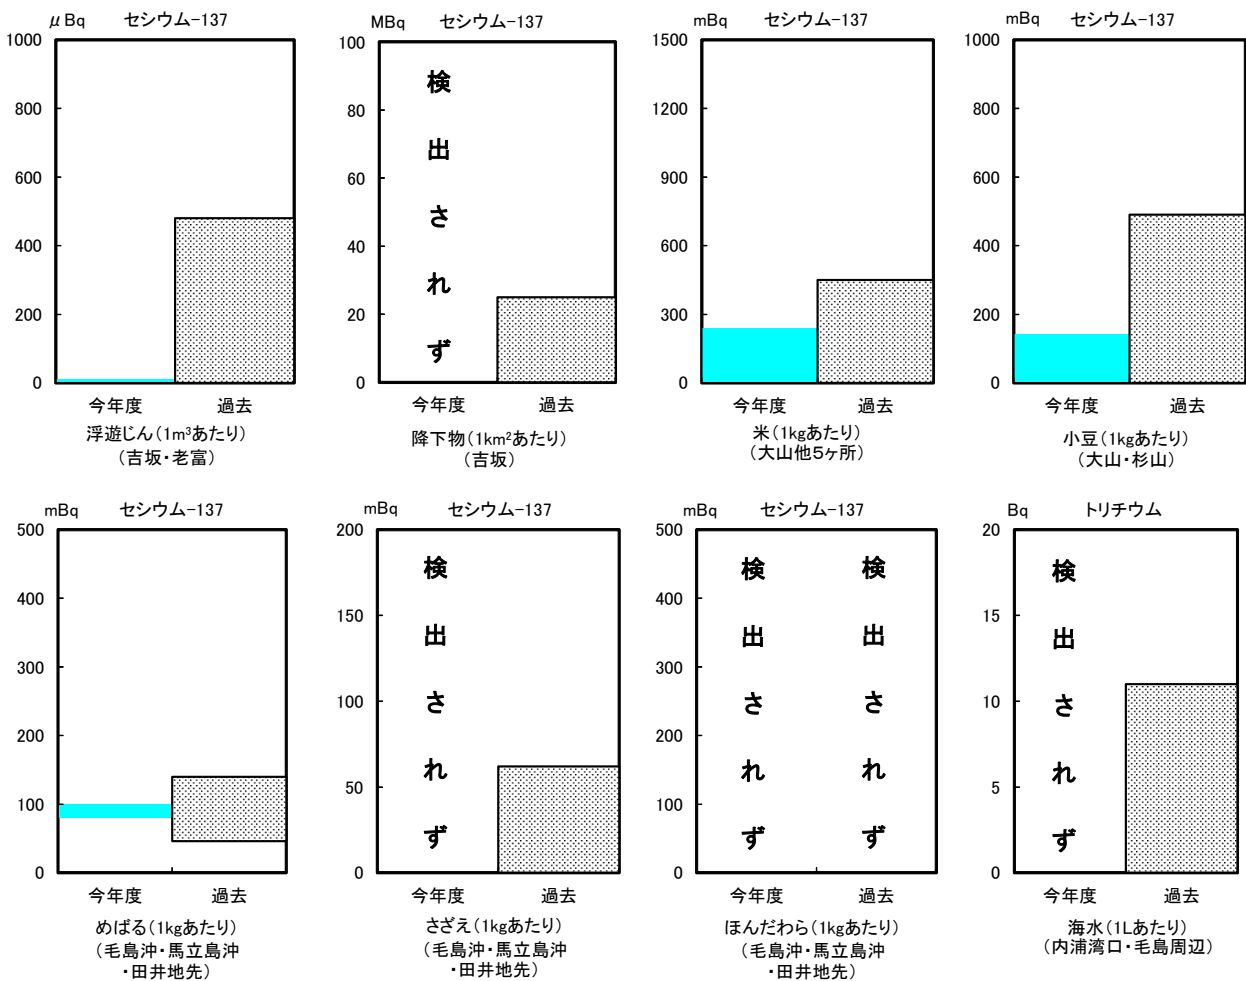 μBq セシウム-137
1000
800
600
400
200
0
今年度 過去
浮遊じん(1m³あたり)
(吉坂・老富)
MBq セシウム-137
100
80
60
40
20
0
検出されず
今年度 過去
降下物(1km²あたり)
(吉坂)
mBq セシウム-137
1500
1200
900
600
300
0
今年度 過去
米(1kgあたり)
(大山他5ヶ所)
mBq セシウム-137
1000
800
600
400
200
0
今年度 過去
小豆(1kgあたり)
(大山・杉山)
mBq セシウム-137
500
400
300
200
100
0
今年度 過去
めばる(1kgあたり)
(毛島沖・馬立島沖
・田井地先)
mBq セシウム-137
200
150
100
50
0
検出されず
今年度 過去
さざえ(1kgあたり)
(毛島沖・馬立島沖
・田井地先)
mBq セシウム-137
500
400
300
200
100
0
検出されず
検出されず
今年度 過去
ほんだわら(1kgあたり)
(毛島沖・馬立島沖
・田井地先)
Bq トリチウム
20
15
10
5
0
検出されず
今年度 過去
海水(1Lあたり)
(内浦湾口・毛島周辺)